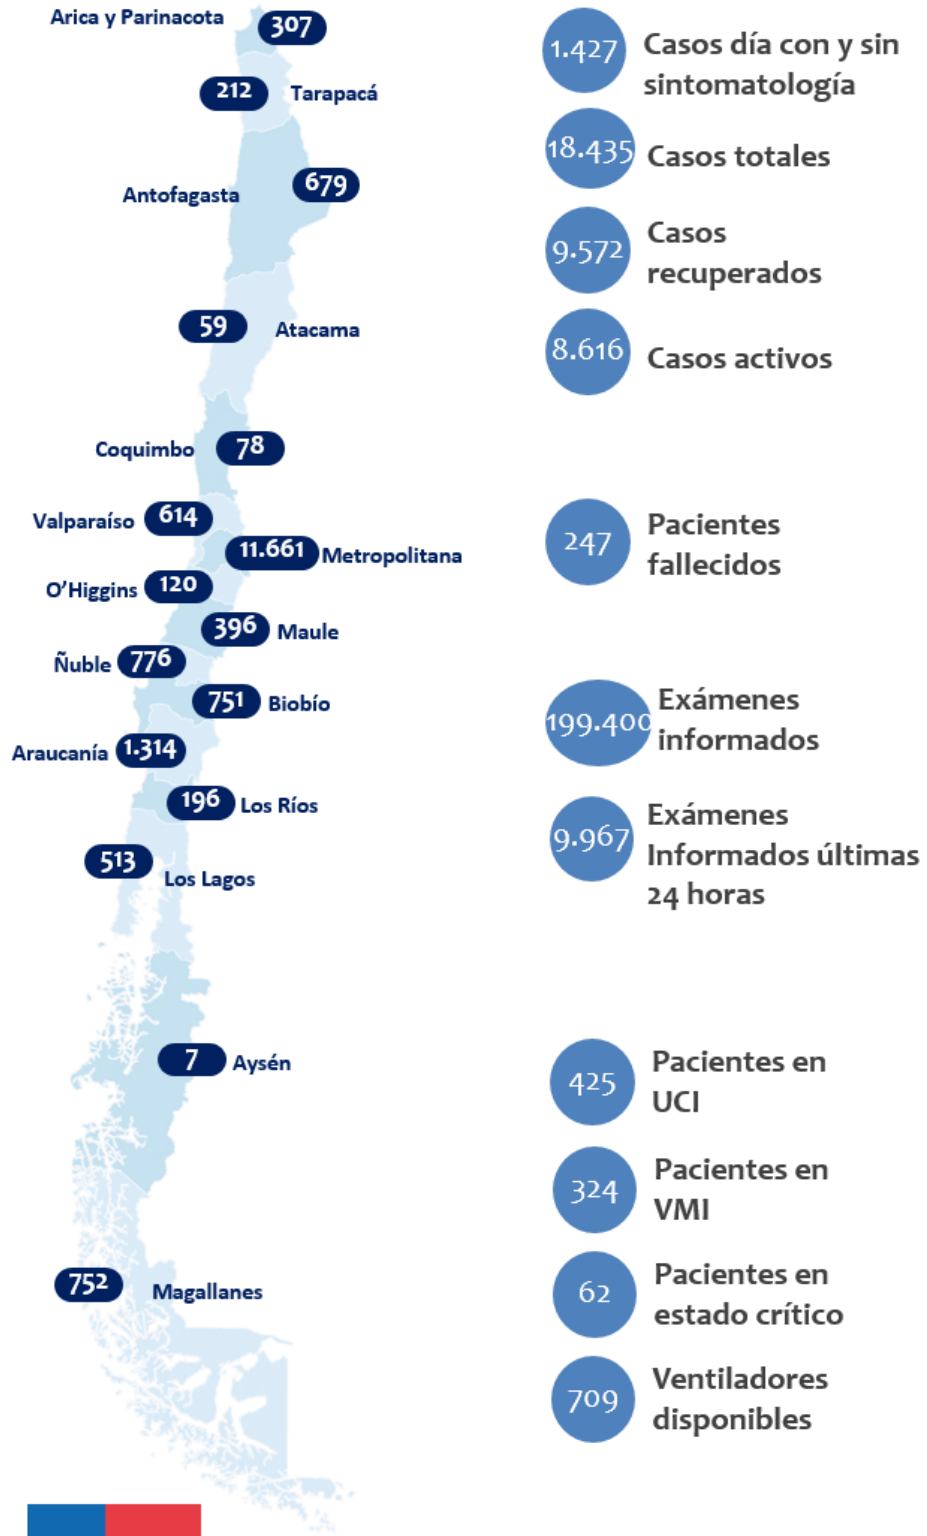 Arica y Parinacota
307
212
Tarapacá
Antofagasta
679
59
Atacama
Coquimbo
78
Valparaíso
614
11.661
Metropolitana
O’Higgins
120
396
Maule
Ñuble
776
751
Biobío
Araucanía
1.314
196
Los Ríos
513
Los Lagos
7
Aysén
752
Magallanes
1.427
Casos día con y sin
sintomatología
18.435
Casos totales
9.572
Casos
recuperados
8.616
Casos activos
247
Pacientes
fallecidos
199.400
Exámenes
informados
9.967
Exámenes
Informados últimas
24 horas
425
Pacientes en
UCI
324
Pacientes en
VMI
62
Pacientes en
estado crítico
709
Ventiladores
disponibles